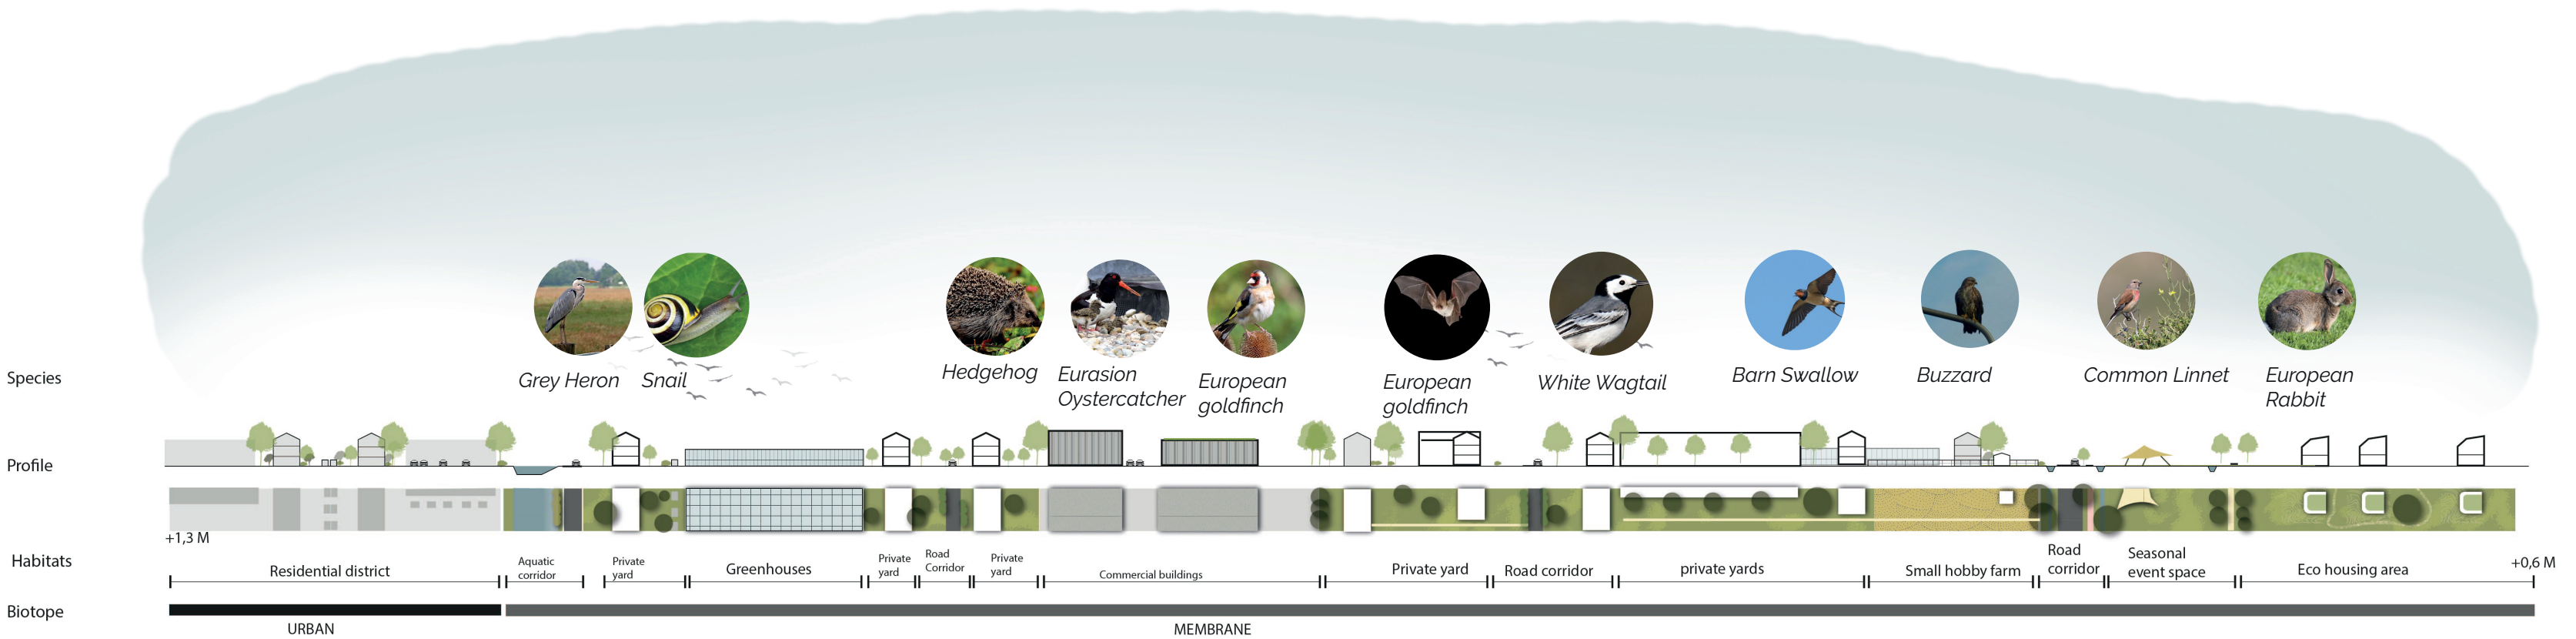 Species
Grey Heron
Snail
Hedgehog
Eurasion
Oystercatcher
European
goldfinch
European
goldfinch
White Wagtail
Barn Swallow
Buzzard
Common Linnet
European
Rabbit
Profile
+1,3 M
+0,6 M
Habitats
Residential district
Aquatic
corridor
Private
yard
Greenhouses
Private
yard
Road
Corridor
Private
yard
Commercial buildings
Private yard
Road corridor
private yards
Small hobby farm
Road
corridor
Seasonal
event space
Eco housing area
Biotope
URBAN
MEMBRANE